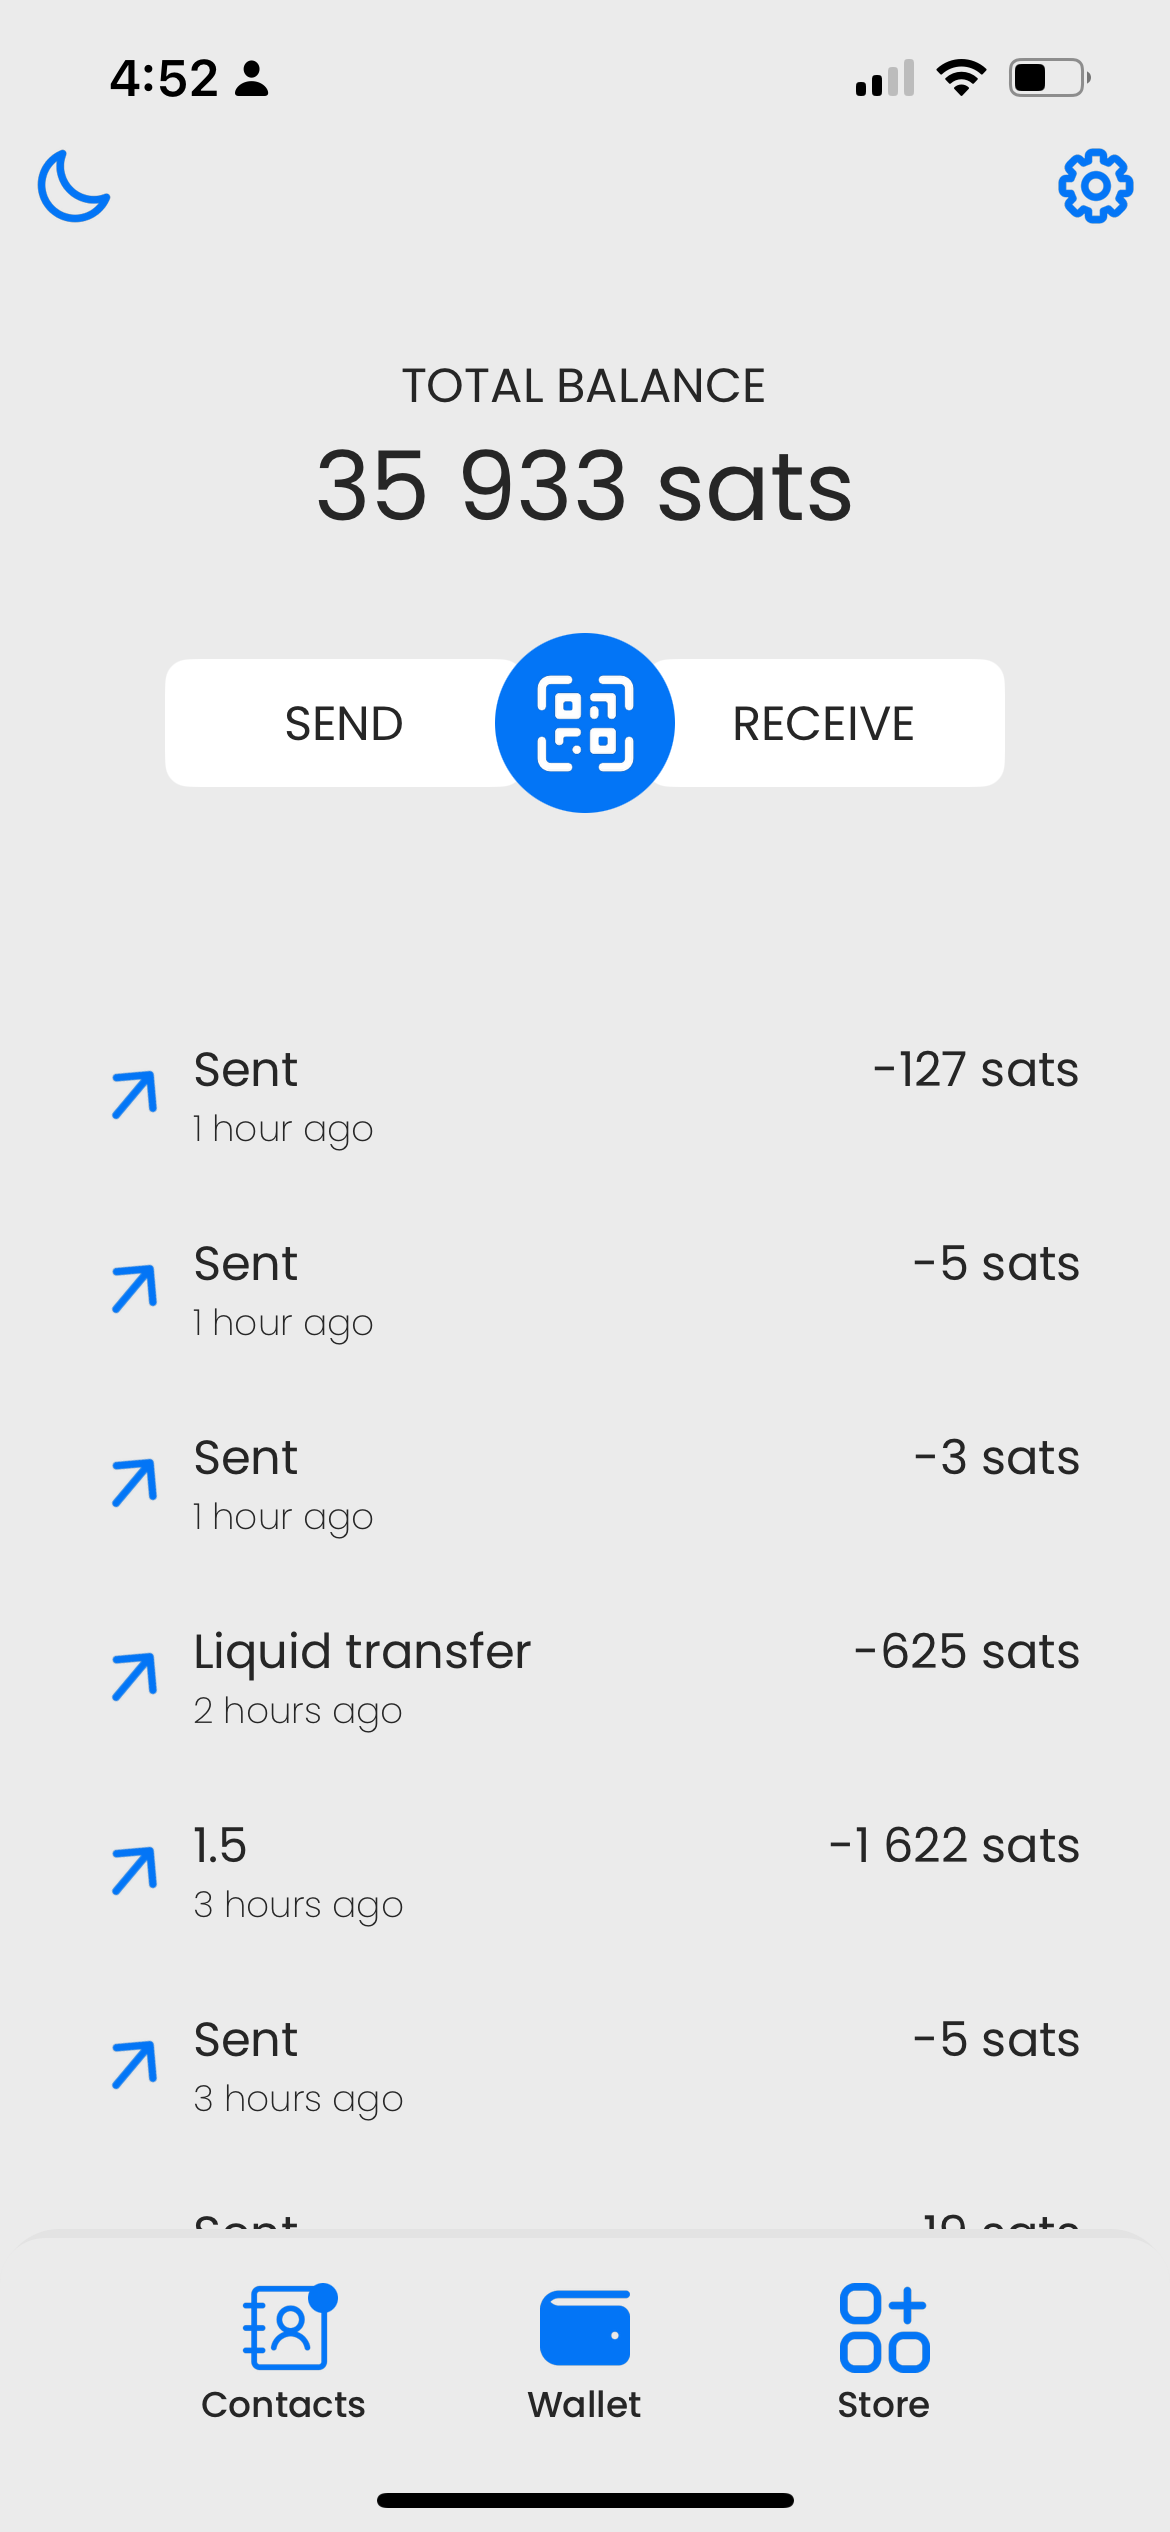 4:52
TOTAL BALANCE
35 933 sats
SEND
RECEIVE
Sent
-127 sats
1 hour ago
Sent
-5 sats
1 hour ago
Sent
-3 sats
1 hour ago
Liquid transfer
-625 sats
2 hours ago
1.5
-1 622 sats
3 hours ago
Sent
-5 sats
3 hours ago
Sent
sats
Contacts
Wallet
Store